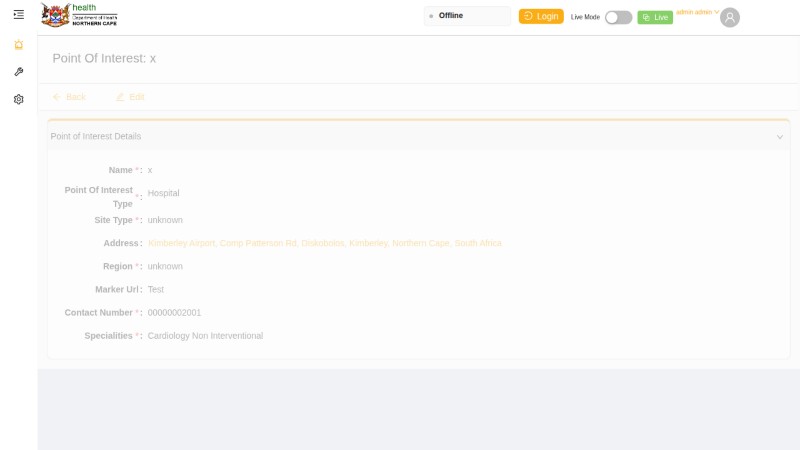 health
Department of Health
NORTHERN CAPE
Offline
Login
Live Mode
Live
admin admin
Point Of Interest: x
Back
Edit
Point of Interest Details
Name * : x
Point Of Interest Type * : Hospital
Site Type * : unknown
Address : Kimberley Airport, Comp Patterson Rd, Diskobolos, Kimberley, Northern Cape, South Africa
Region * : unknown
Marker Url : Test
Contact Number * : 00000002001
Specialities * : Cardiology Non Interventional